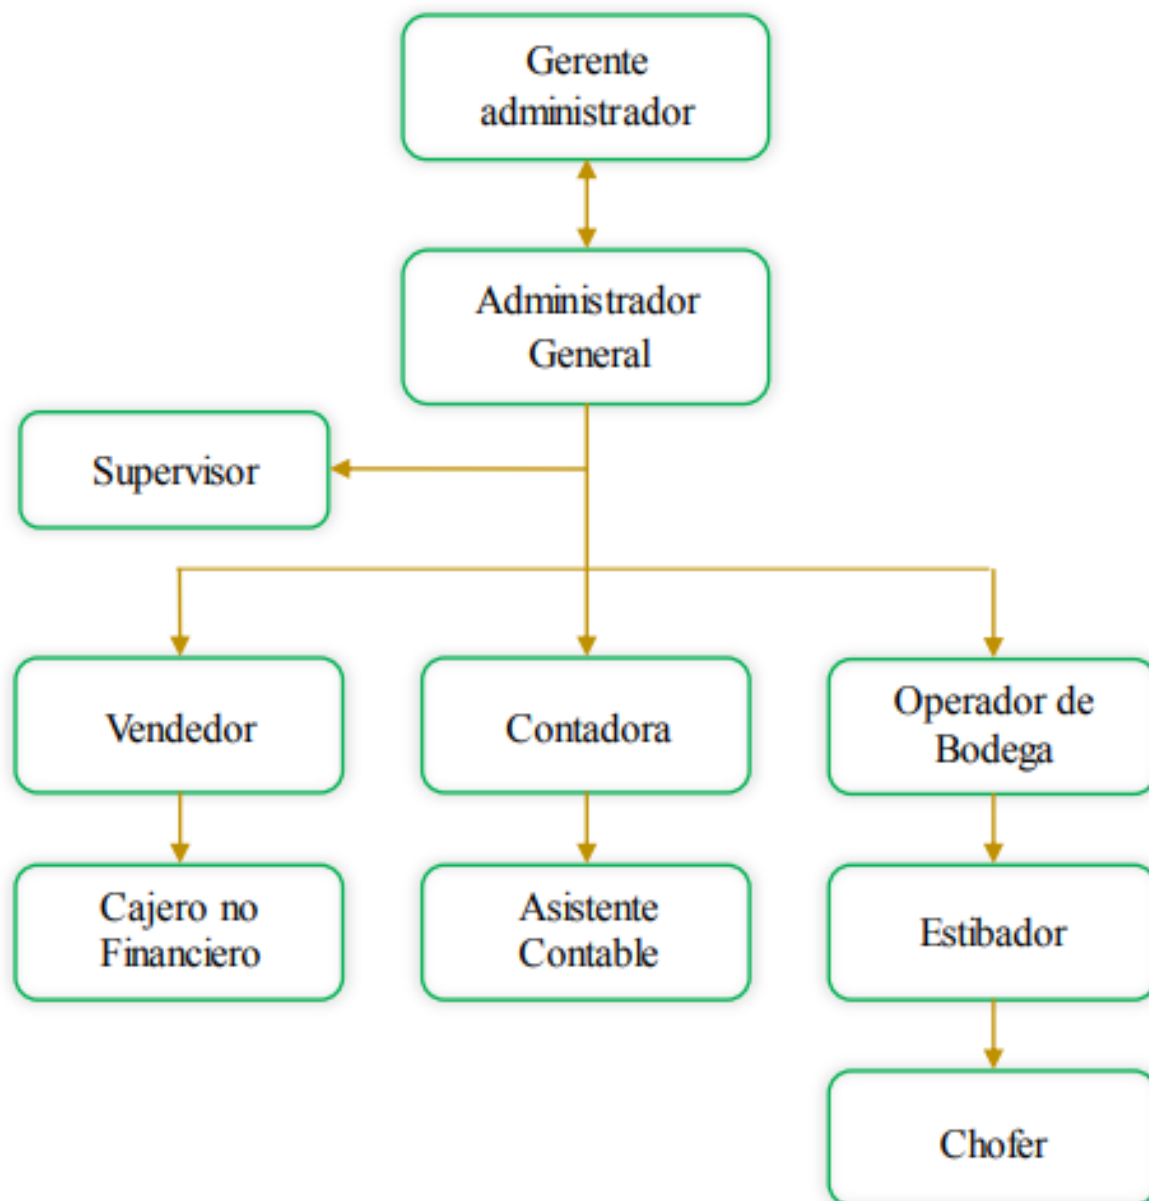 Gerente
administrador
Administrador
General
Supervisor
Vendedor
Contadora
Operador de
Bodega
Cajero no
Financiero
Asistente
Contable
Estibador
Chofer